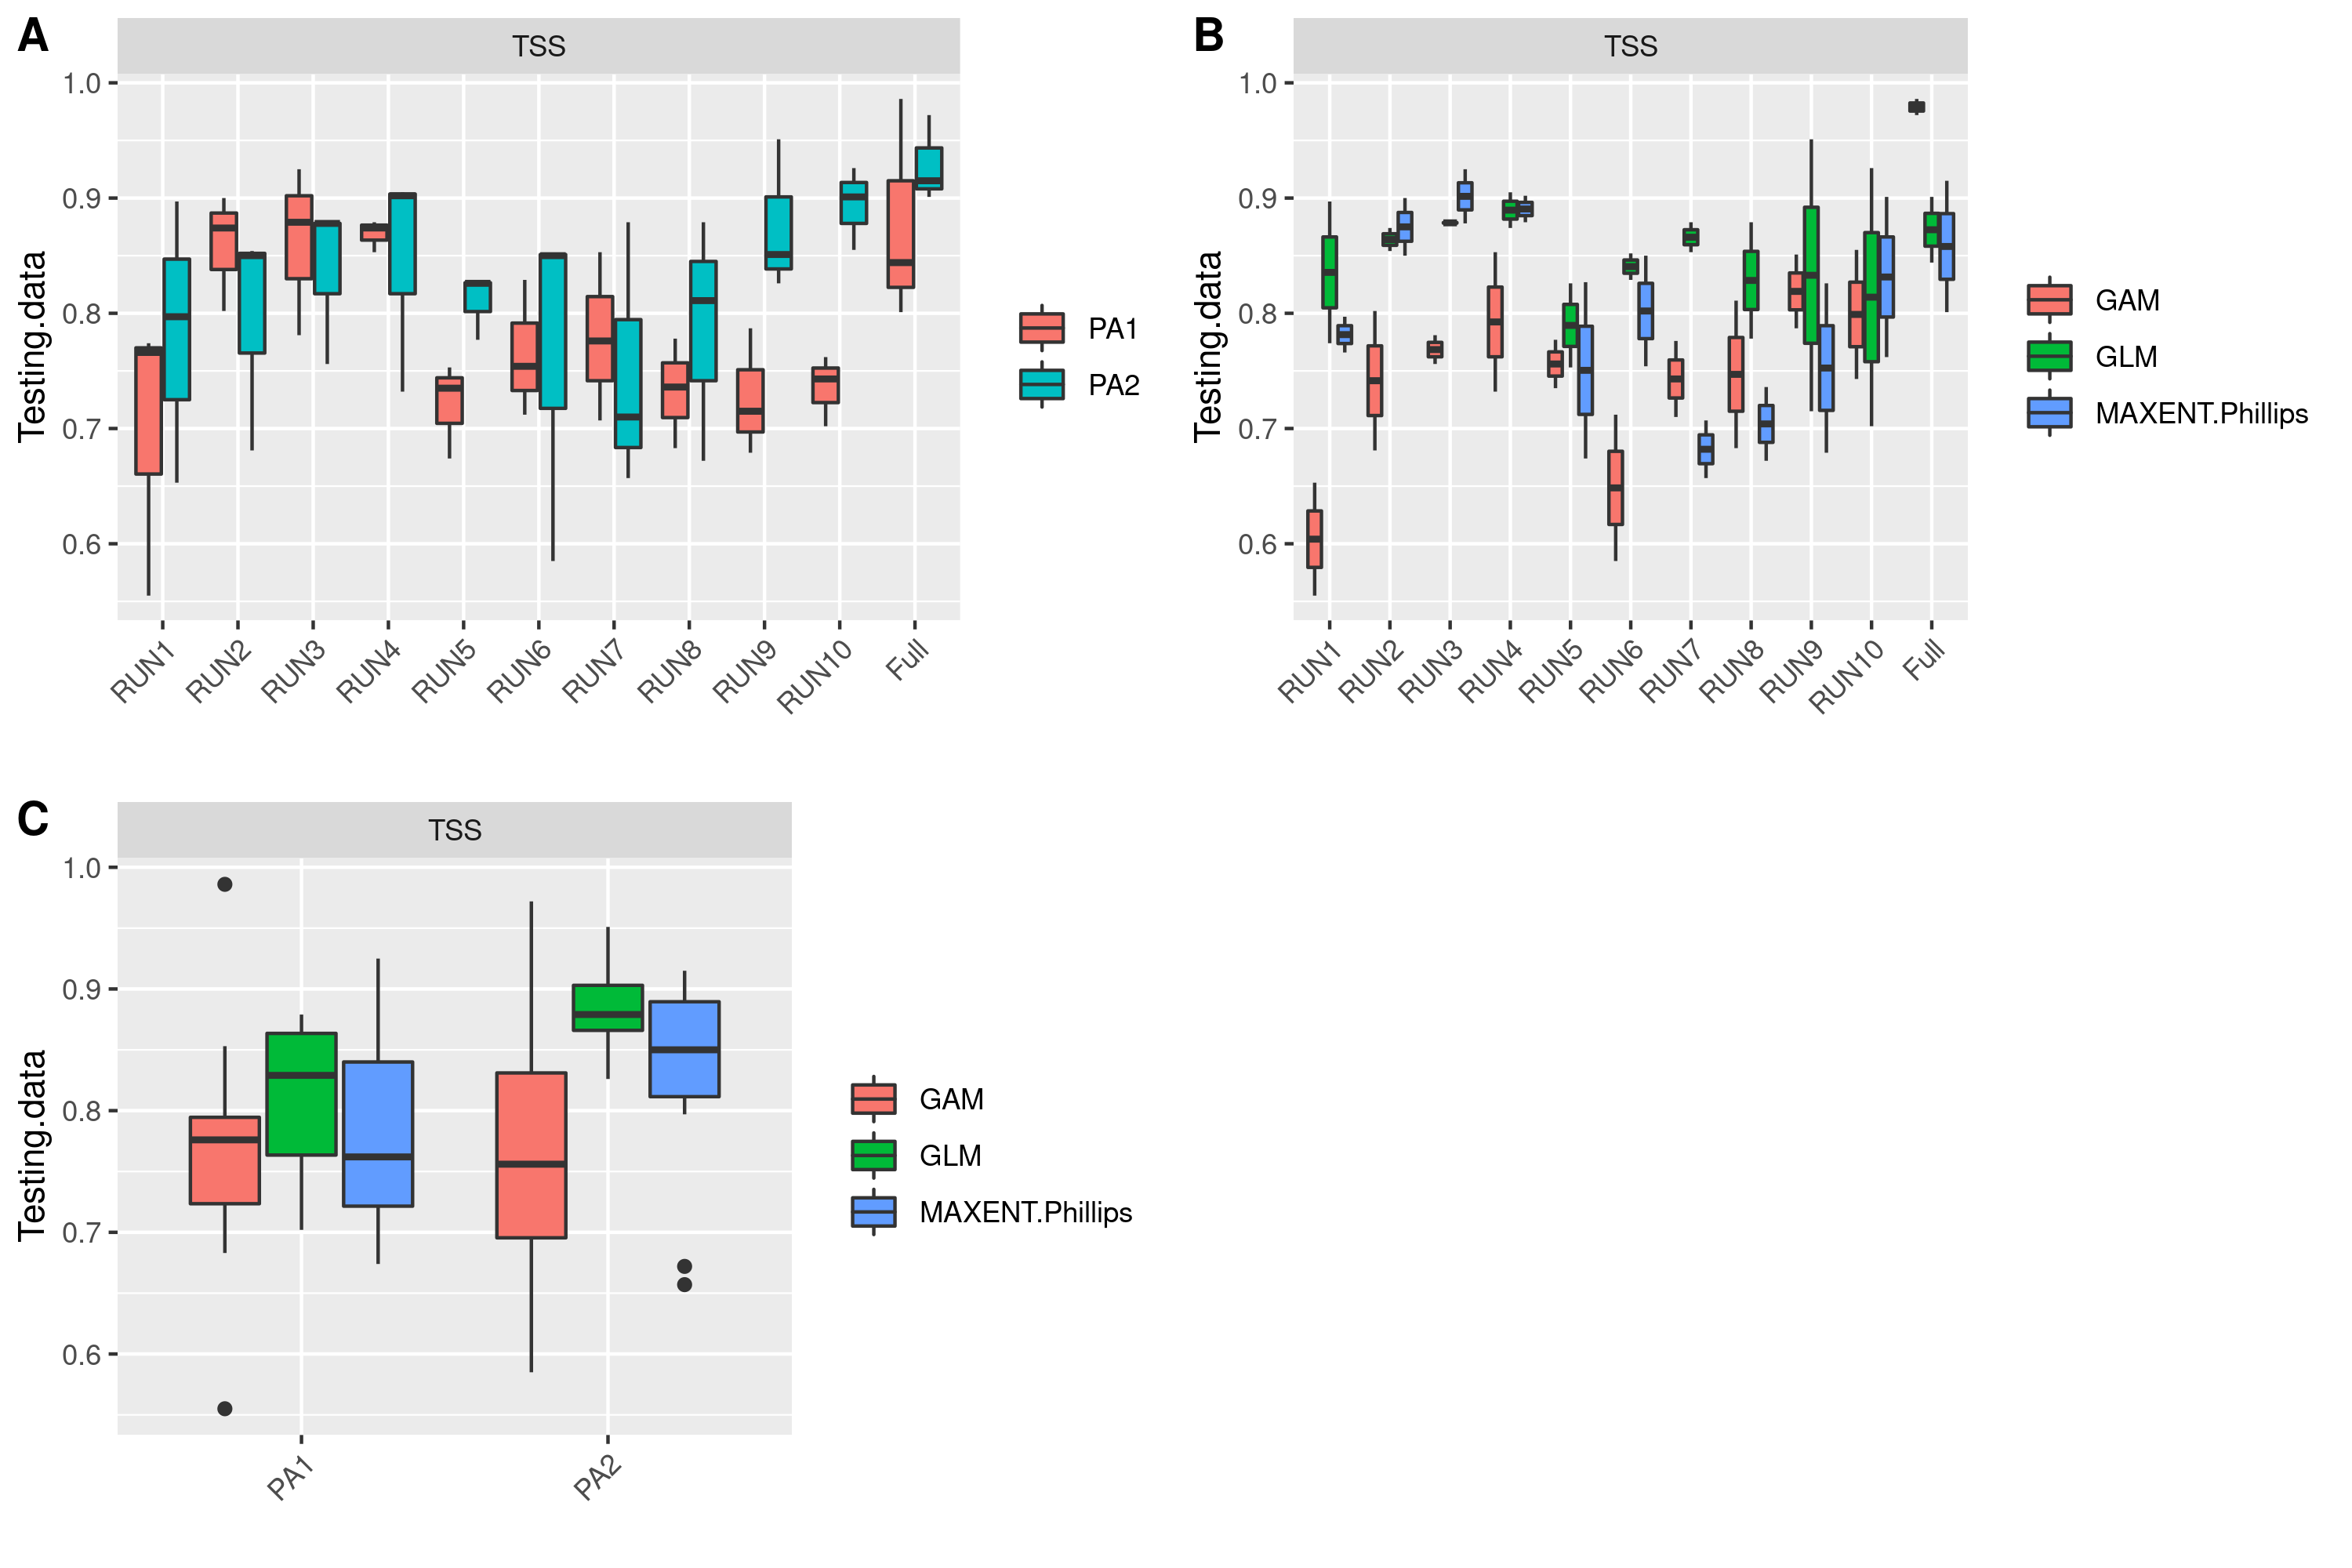 A
TSS
Testing.data
1.0
0.9
0.8
0.7
0.6
RUN1
RUN2
RUN3
RUN4
RUN5
RUN6
RUN7
RUN8
RUN9
RUN10
Full
PA1
PA2
B
TSS
Testing.data
1.0
0.9
0.8
0.7
0.6
RUN1
RUN2
RUN3
RUN4
RUN5
RUN6
RUN7
RUN8
RUN9
RUN10
Full
GAM
GLM
MAXENT.Phillips
C
TSS
Testing.data
1.0
0.9
0.8
0.7
0.6
PA1
PA2
GAM
GLM
MAXENT.Phillips